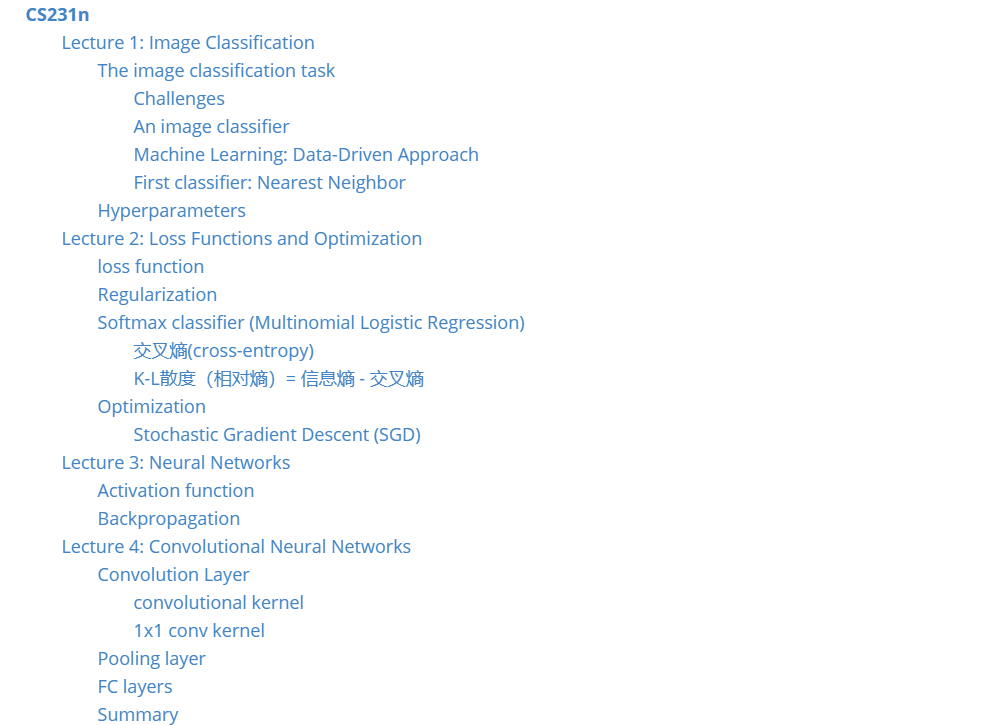 CS231n
Lecture 1: Image Classification
The image classification task
Challenges
An image classifier
Machine Learning: Data-Driven Approach
First classifier: Nearest Neighbor
Hyperparameters
Lecture 2: Loss Functions and Optimization
loss function
Regularization
Softmax classifier (Multinomial Logistic Regression)
交叉熵(cross-entropy)
K-L散度（相对熵）= 信息熵 - 交叉熵
Optimization
Stochastic Gradient Descent (SGD)
Lecture 3: Neural Networks
Activation function
Backpropagation
Lecture 4: Convolutional Neural Networks
Convolution Layer
convolutional kernel
1x1 conv kernel
Pooling layer
FC layers
Summary